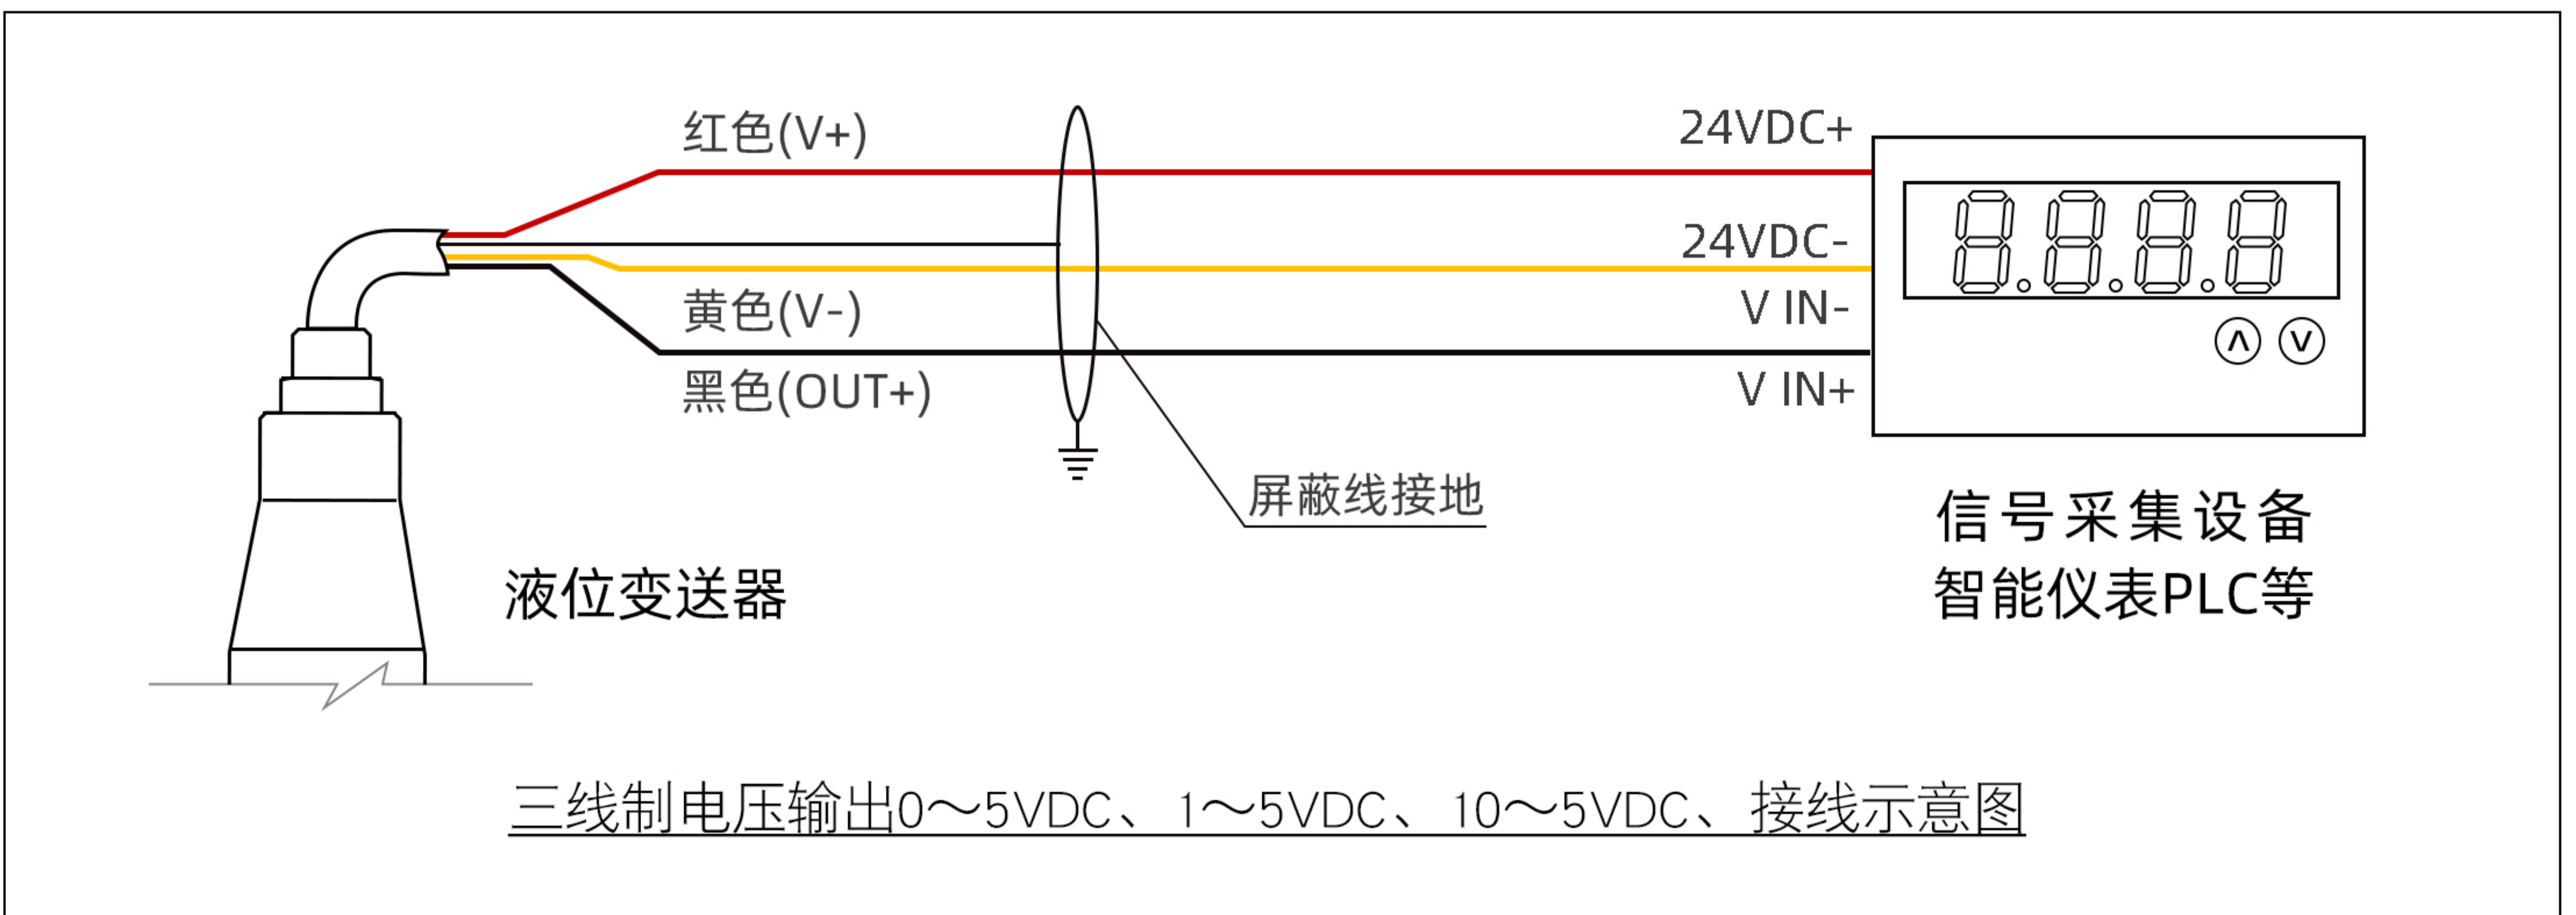 红色(V+)
24VDC+
24VDC-
黄色(V-)
V IN-
黑色(OUT+)
V IN+
屏蔽线接地
液位变送器
信号采集设备
智能仪表PLC等
三线制电压输出0～5VDC、1～5VDC、10～5VDC、接线示意图